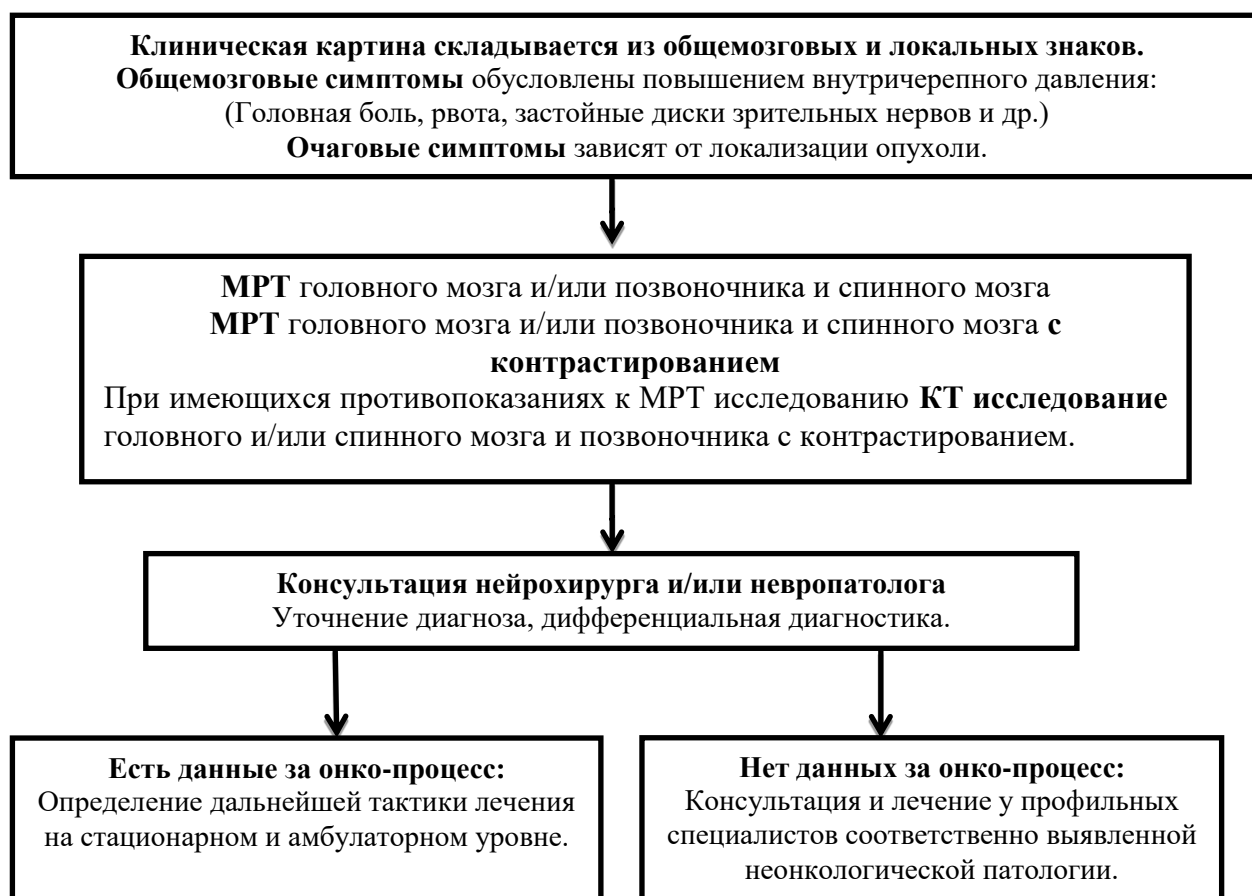 Клиническая картина складывается из общемозговых и локальных знаков.
Общемозговые симптомы обусловлены повышением внутричерепного давления:
(Головная боль, рвота, застойные диски зрительных нервов и др.)
Очаговые симптомы зависят от локализации опухоли.
МРТ головного мозга и/или позвоночника и спинного мозга
МРТ головного мозга и/или позвоночника и спинного мозга с
контрастированием
При имеющихся противопоказаниях к МРТ исследованию КТ исследование
головного и/или спинного мозга и позвоночника с контрастированием.
Консультация нейрохирурга и/или невропатолога
Уточнение диагноза, дифференциальная диагностика.
Есть данные за онко-процесс:
Определение дальнейшей тактики лечения
на стационарном и амбулаторном уровне.
Нет данных за онко-процесс:
Консультация и лечение у профильных
специалистов соответственно выявленной
неонкологической патологии.